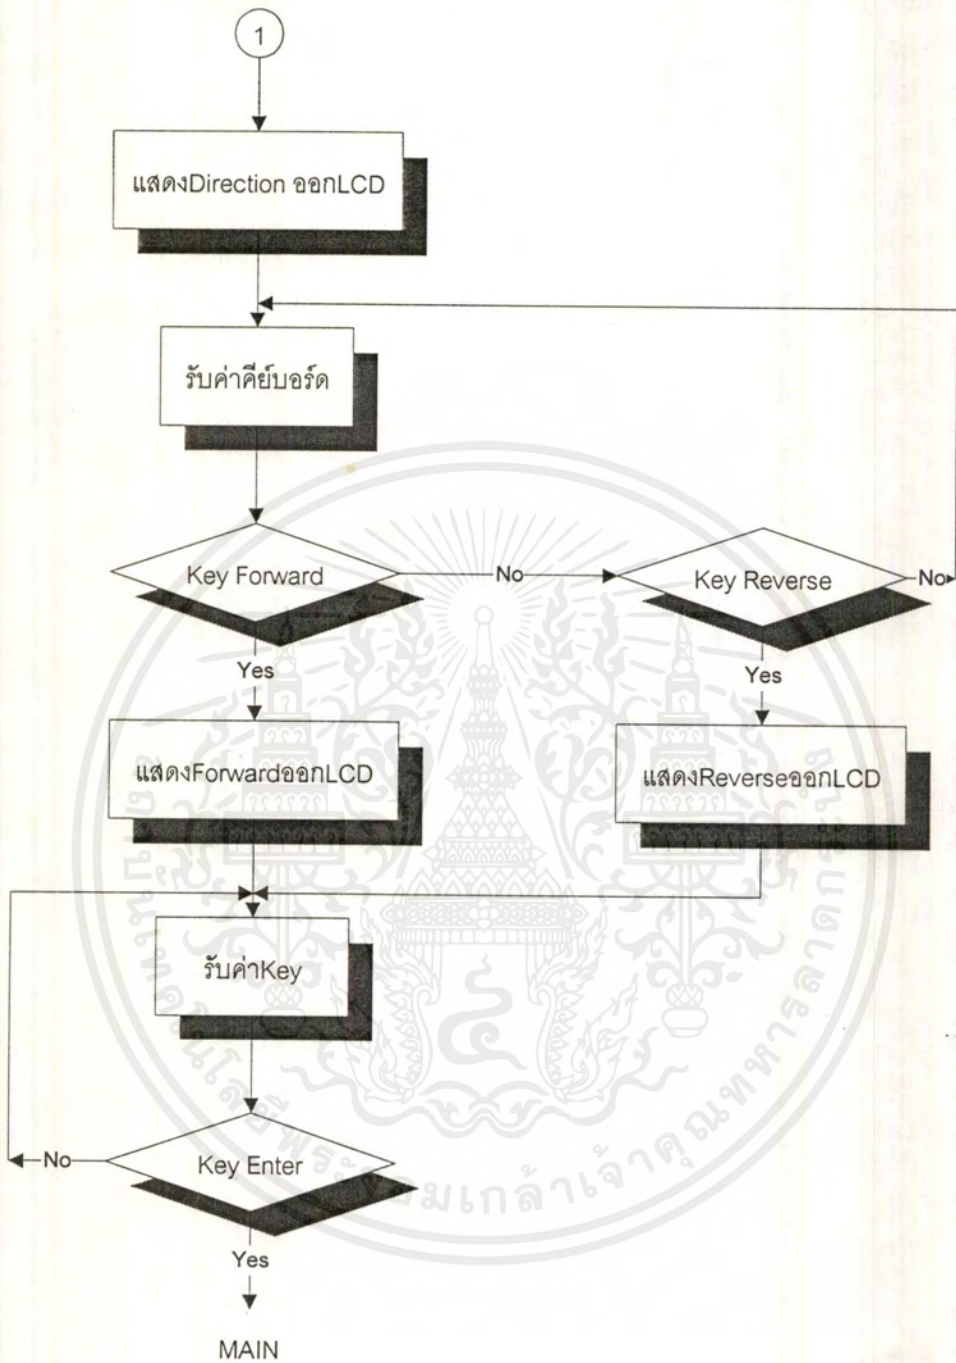 1
แสดงDirection ออกLCD
รับค่าคีย์บอร์ด
Key Forward
No
Key Reverse
No
Yes
Yes
แสดงForwardออกLCD
แสดงReverseออกLCD
รับค่าKey
Key Enter
No
Yes
MAIN